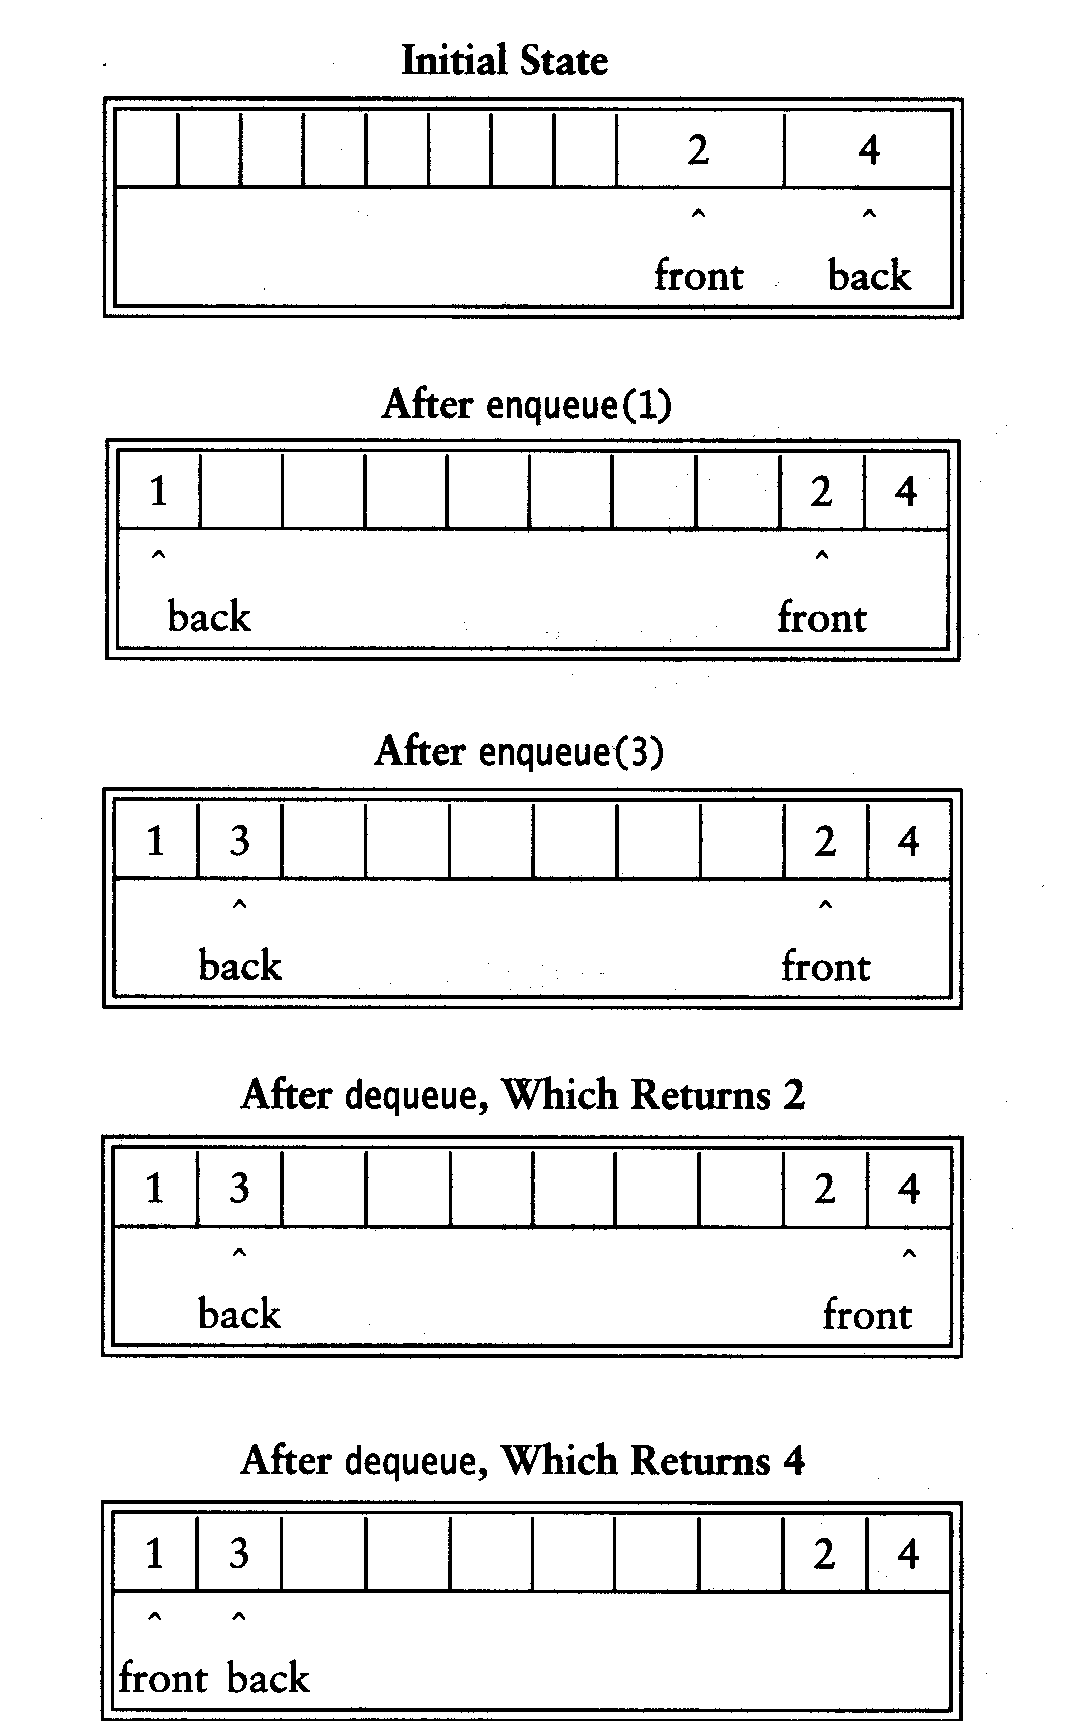 Initial State
2 4
^ ^
front back
After enqueue(1)
1 2 4
^ ^
back front
After enqueue(3)
1 3 2 4
^ ^
back front
After dequeue, Which Returns 2
1 3 2 4
^ ^
back front
After dequeue, Which Returns 4
1 3 2 4
^ ^
front back